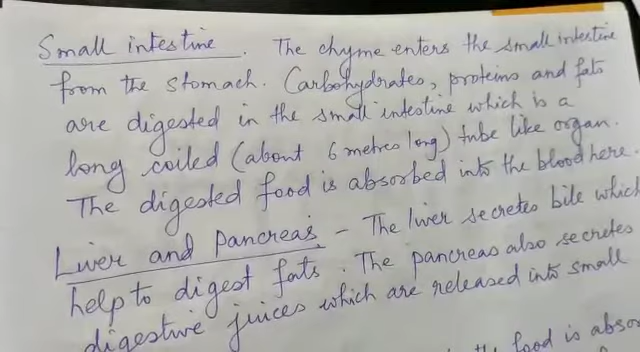 Small intestine. The chyme enters the small intestine
from the stomach. Carbohydrates, proteins and fats
are digested in the small intestine which is a
long coiled (about 6 metres long) tube like organ.
The digested food is absorbed into the blood here.
Liver and Pancreas - The liver secretes bile which
help to digest fats. The pancreas also secretes
digestive juices which are released into small
the food is